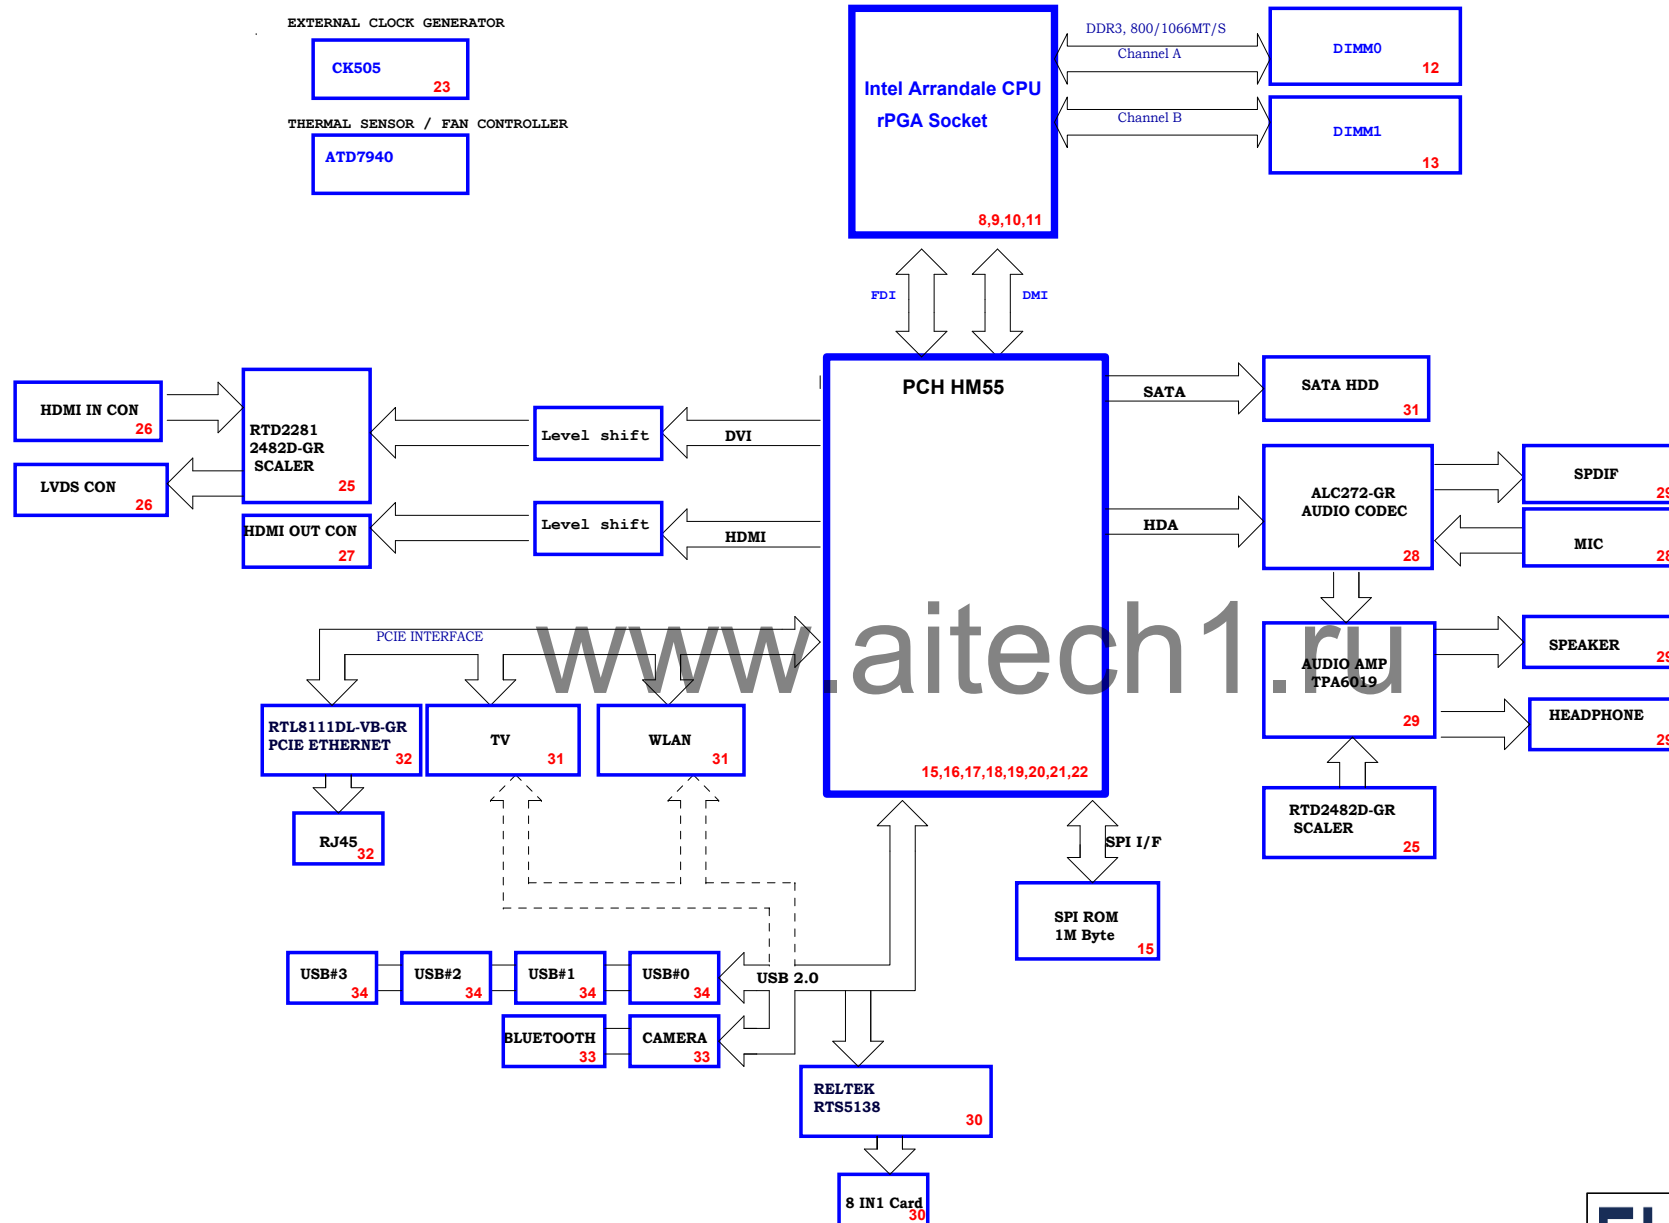 EXTERNAL CLOCK GENERATOR
CK505
23
THERMAL SENSOR / FAN CONTROLLER
ATD7940
Intel Arrandale CPU
rPGA Socket
8,9,10,11
DDR3, 800/1066MT/S
Channel A
Channel B
DIMM0
12
DIMM1
13
FDI
DMI
PCH HM55
15,16,17,18,19,20,21,22
HDMI IN CON
26
LVDS CON
26
RTD2281
2482D-GR
SCALER
25
HDMI OUT CON
27
Level shift
DVI
Level shift
HDMI
SATA
SATA HDD
31
HDA
ALC272-GR
AUDIO CODEC
28
SPDIF
29
MIC
28
AUDIO AMP
TPA6019
29
SPEAKER
29
HEADPHONE
29
RTD2482D-GR
SCALER
25
PCIE INTERFACE
www.aitech1.ru
RTL8111DL-VB-GR
PCIE ETHERNET
32
TV
31
WLAN
31
RJ45
32
SPI I/F
SPI ROM
1M Byte
15
USB#3
34
USB#2
34
USB#1
34
USB#0
34
USB 2.0
BLUETOOTH
33
CAMERA
33
RELTEK
RTS5138
30
8 IN1 Card
30